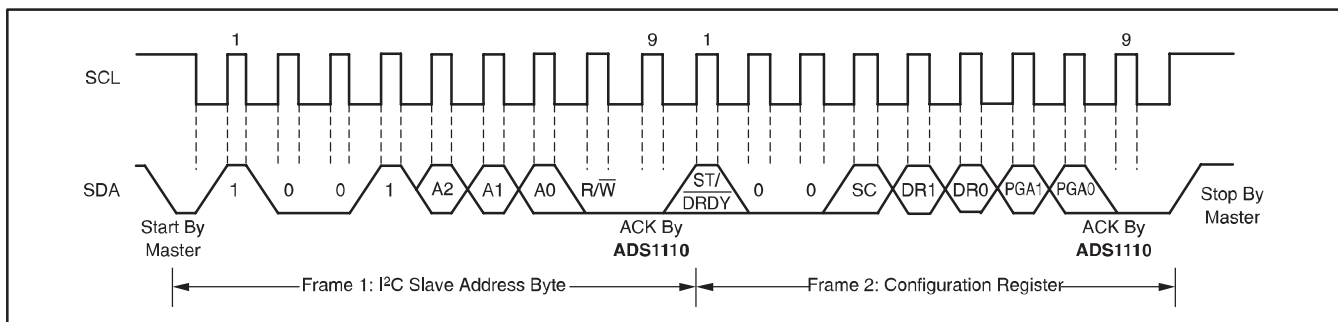 1 9 1 9
SCL
SDA
1 0 0 1 A2 A1 A0 R/W̅ ST/ 0 0 SC DR1 DR0 PGA1 PGA0
D̅R̅D̅Y̅
Start By
Master
ACK By
ADS1110
ACK By
ADS1110
Stop By
Master
Frame 1: I²C Slave Address Byte
Frame 2: Configuration Register